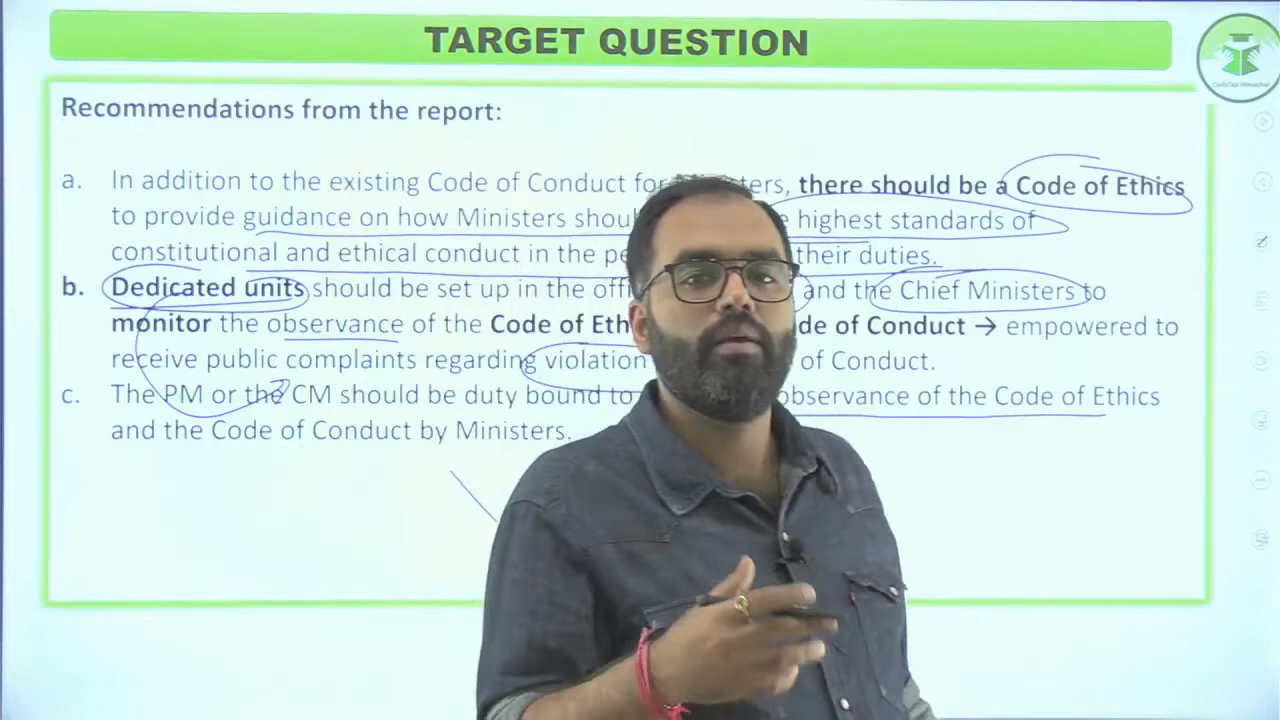 TARGET QUESTION
Recommendations from the report:
a. In addition to the existing Code of Conduct for ters, there should be a Code of Ethics
to provide guidance on how Ministers shou highest standards of
constitutional and ethical conduct in the pe their duties.
b. Dedicated units should be set up in the off and the Chief Ministers to
monitor the observance of the Code of Eth de of Conduct → empowered to
receive public complaints regarding violation of Conduct.
c. The PM or the CM should be duty bound to observance of the Code of Ethics
and the Code of Conduct by Ministers.